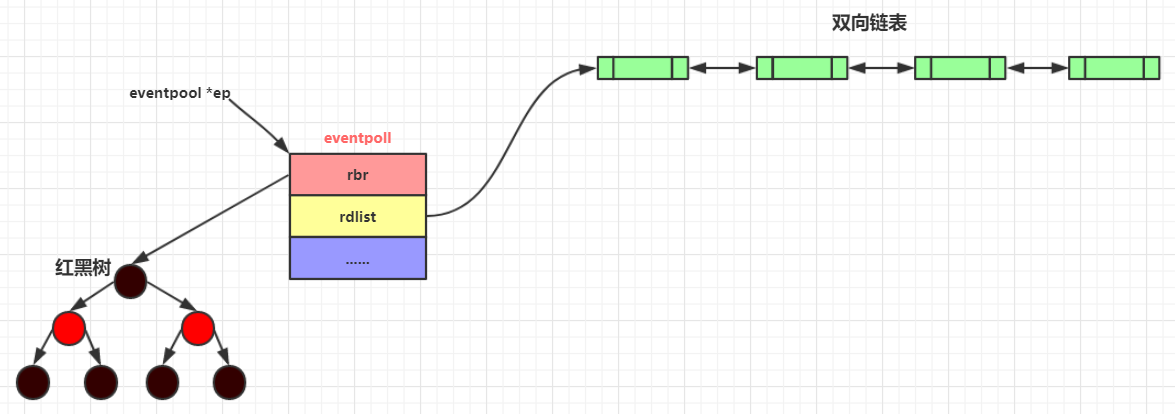 双向链表
eventpool *ep
eventpoll
rbr
rdlist
……
红黑树